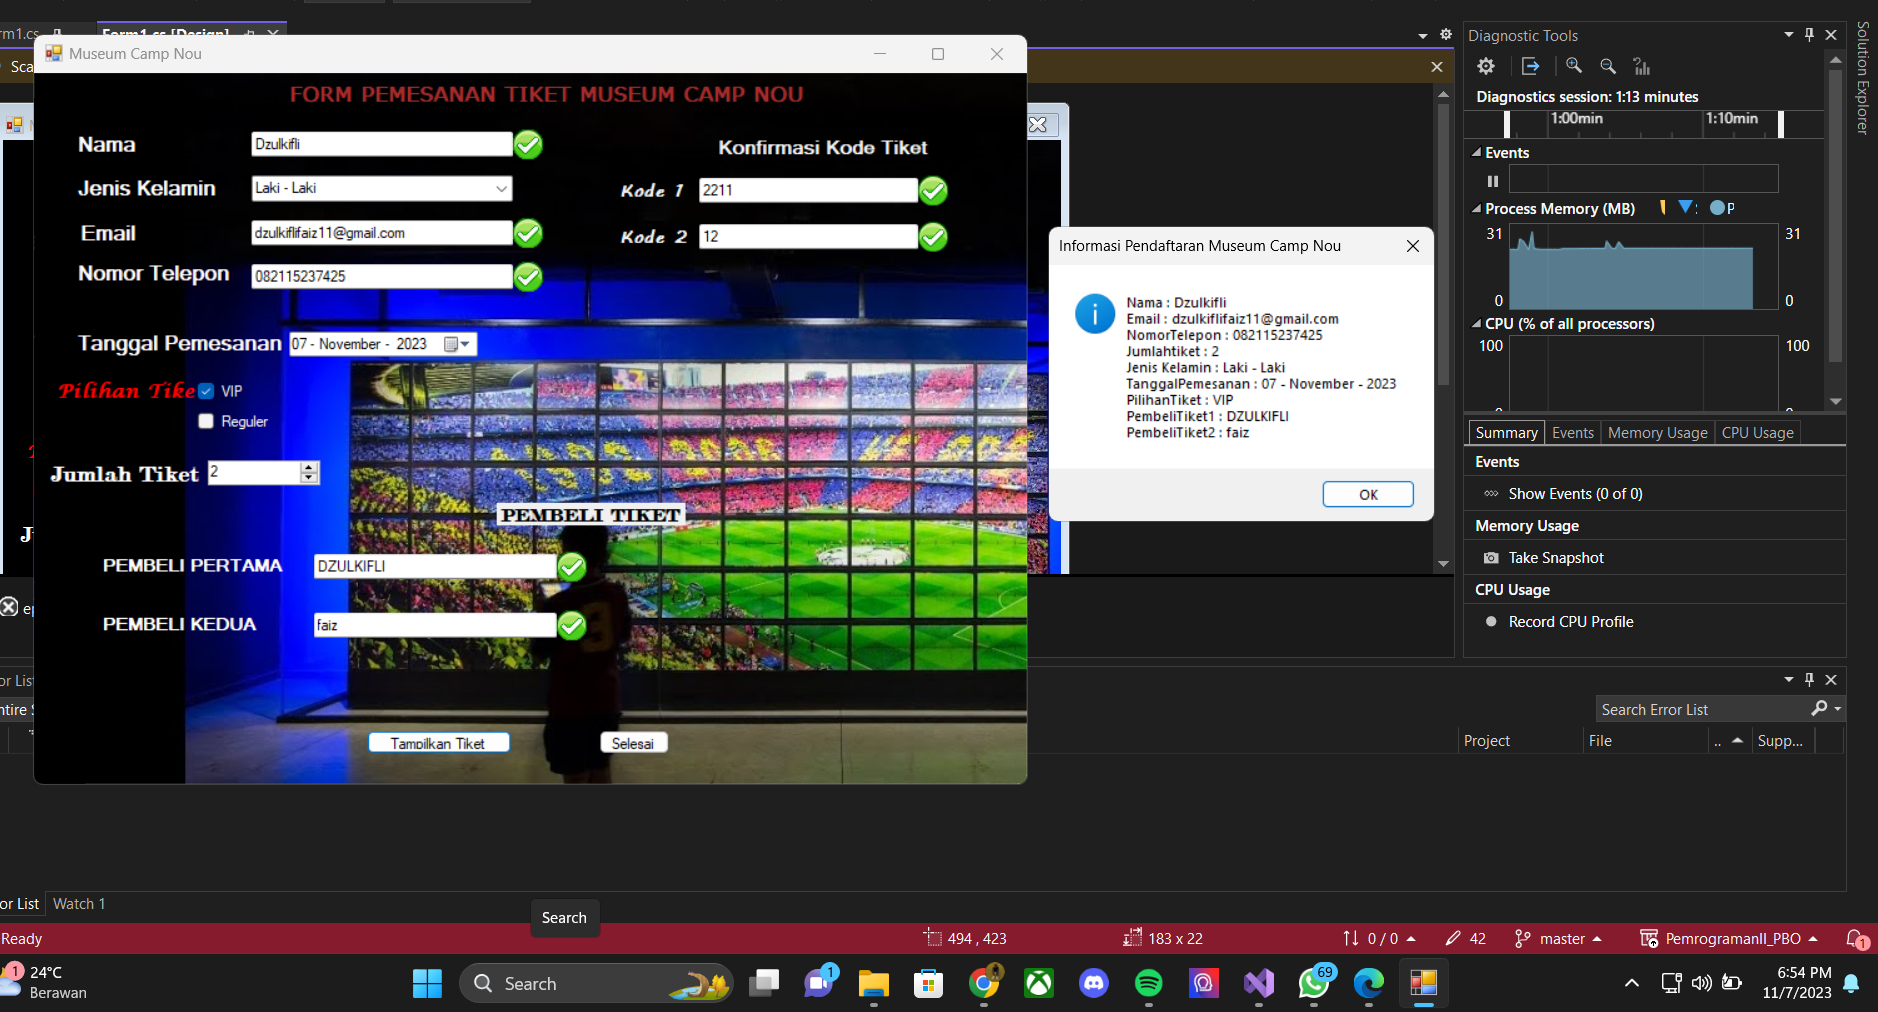 Form1.cs [Design]
Museum Camp Nou
Sca
FORM PEMESANAN TIKET MUSEUM CAMP NOU
Nama
Dzulkifli
Jenis Kelamin
Laki - Laki
Email
dzulkiflifaiz11@gmail.com
Nomor Telepon
082115237425
Konfirmasi Kode Tiket
Kode 1
2211
Kode 2
12
Tanggal Pemesanan
07 - November - 2023
Pilihan Tike
VIP
Reguler
Jumlah Tiket
2
PEMBELI TIKET
PEMBELI PERTAMA
DZULKIFLI
PEMBELI KEDUA
faiz
Tampilkan Tiket
Selesai
Informasi Pendaftaran Museum Camp Nou
Nama : Dzulkifli
Email : dzulkiflifaiz11@gmail.com
NomorTelepon : 082115237425
Jumlahtiket : 2
Jenis Kelamin : Laki - Laki
TanggalPemesanan : 07 - November - 2023
PilihanTiket : VIP
PembeliTiket1 : DZULKIFLI
PembeliTiket2 : faiz
OK
Diagnostic Tools
Diagnostics session: 1:13 minutes
1:00min
1:10min
Events
Process Memory (MB)
P
31
31
0
0
CPU (% of all processors)
100
100
Summary
Events
Memory Usage
CPU Usage
Events
Show Events (0 of 0)
Memory Usage
Take Snapshot
CPU Usage
Record CPU Profile
Solution Explorer
Search Error List
Project
File
..
Supp...
or List
Watch 1
Search
Ready
494 , 423
183 x 22
0 / 0
42
master
PemrogramanII_PBO
1
1
24°C
Berawan
Search
1
69
6:54 PM
11/7/2023